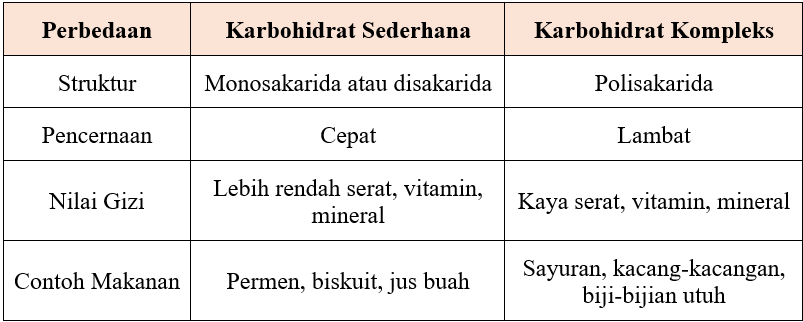 Perbedaan Karbohidrat Sederhana Karbohidrat Kompleks
Struktur Monosakarida atau disakarida Polisakarida
Pencernaan Cepat Lambat
Nilai Gizi Lebih rendah serat, vitamin, mineral Kaya serat, vitamin, mineral
Contoh Makanan Permen, biskuit, jus buah Sayuran, kacang-kacangan, biji-bijian utuh